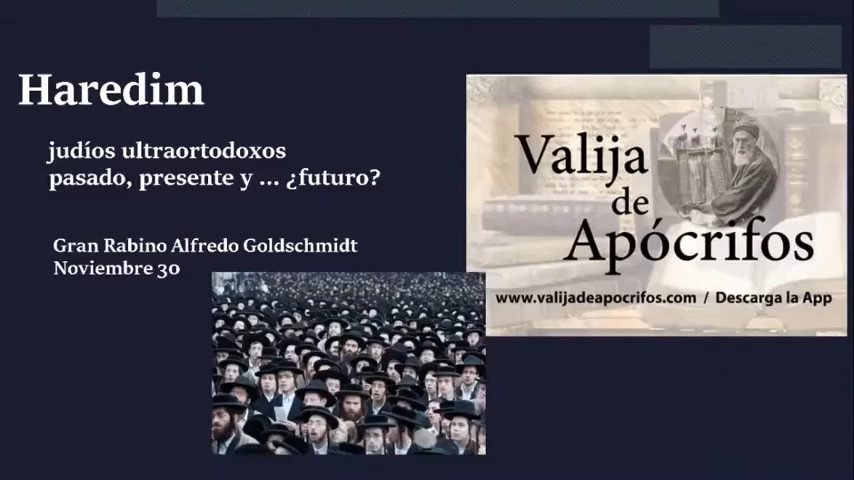 Haredim
judíos ultraortodoxos
pasado, presente y ... ¿futuro?
Gran Rabino Alfredo Goldschmidt
Noviembre 30
Valija
de
Apócrifos
www.valijadeapocrifos.com / Descarga la App